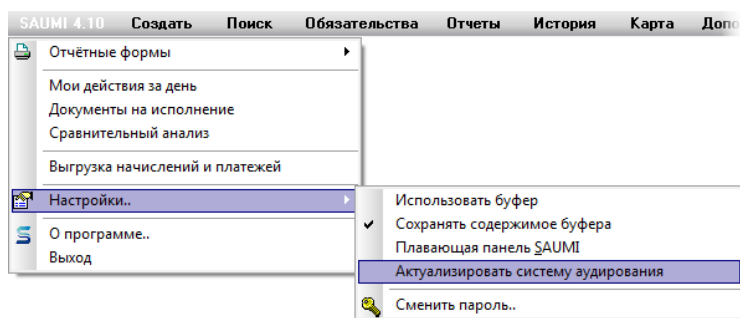 SAUMI 4.10 Создать Поиск Обязательства Отчеты История Карта Допо
Отчётные формы
Мои действия за день
Документы на исполнение
Сравнительный анализ
Выгрузка начислений и платежей
Настройки..
Использовать буфер
Сохранять содержимое буфера
О программе..
Плавающая панель SAUMI
Выход
Актуализировать систему аудирования
Сменить пароль..